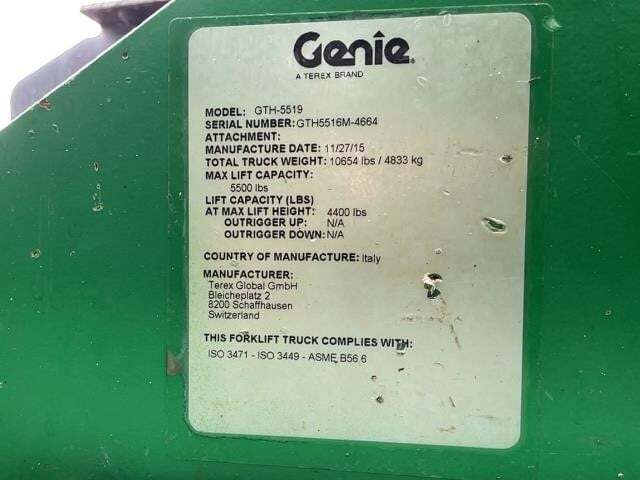 Genie
A TEREX BRAND
MODEL: GTH-5519
SERIAL NUMBER: GTH5516M-4664
ATTACHMENT:
MANUFACTURE DATE: 11/27/15
TOTAL TRUCK WEIGHT: 10654 lbs / 4833 kg
MAX LIFT CAPACITY:
5500 lbs
LIFT CAPACITY (LBS)
AT MAX LIFT HEIGHT: 4400 lbs
OUTRIGGER UP: N/A
OUTRIGGER DOWN: N/A
COUNTRY OF MANUFACTURE: Italy
MANUFACTURER:
Terex Global GmbH
Bleicheplatz 2
8200 Schaffhausen
Switzerland
THIS FORKLIFT TRUCK COMPLIES WITH:
ISO 3471 - ISO 3449 - ASME B56.6